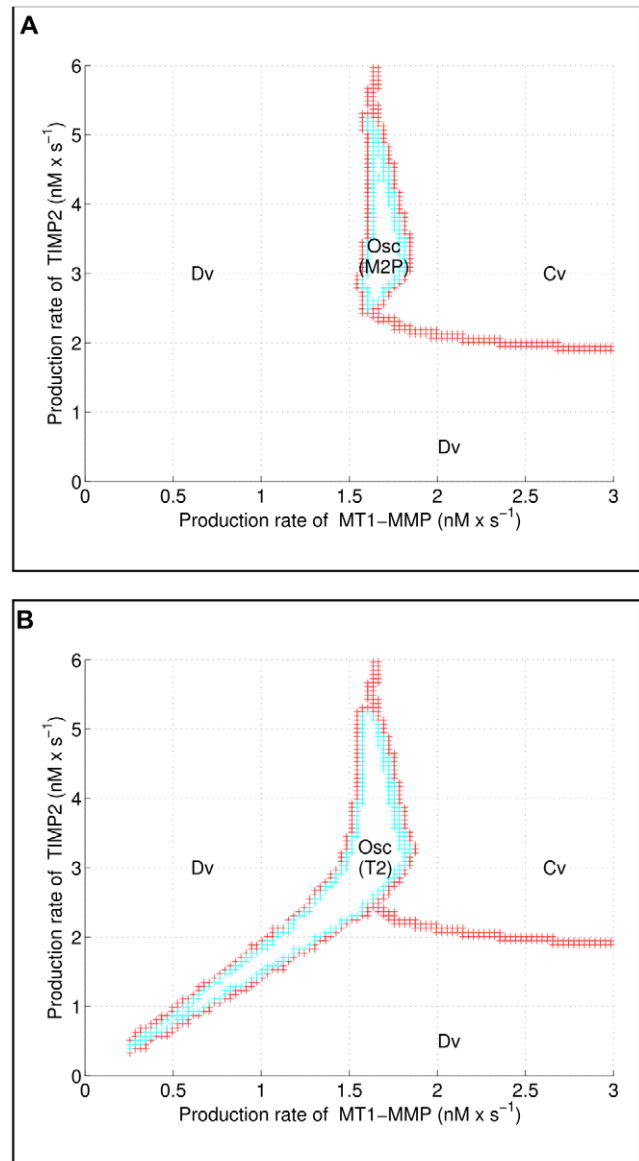 A
6
5
4
3
2
1
0
Production rate of TIMP2 (nM x s⁻¹)
Osc
(M2P)
Dv
Cv
Dv
0 0.5 1 1.5 2 2.5 3
Production rate of MT1−MMP (nM x s⁻¹)
B
6
5
4
3
2
1
0
Production rate of TIMP2 (nM x s⁻¹)
Osc
(T2)
Dv
Cv
Dv
0 0.5 1 1.5 2 2.5 3
Production rate of MT1−MMP (nM x s⁻¹)